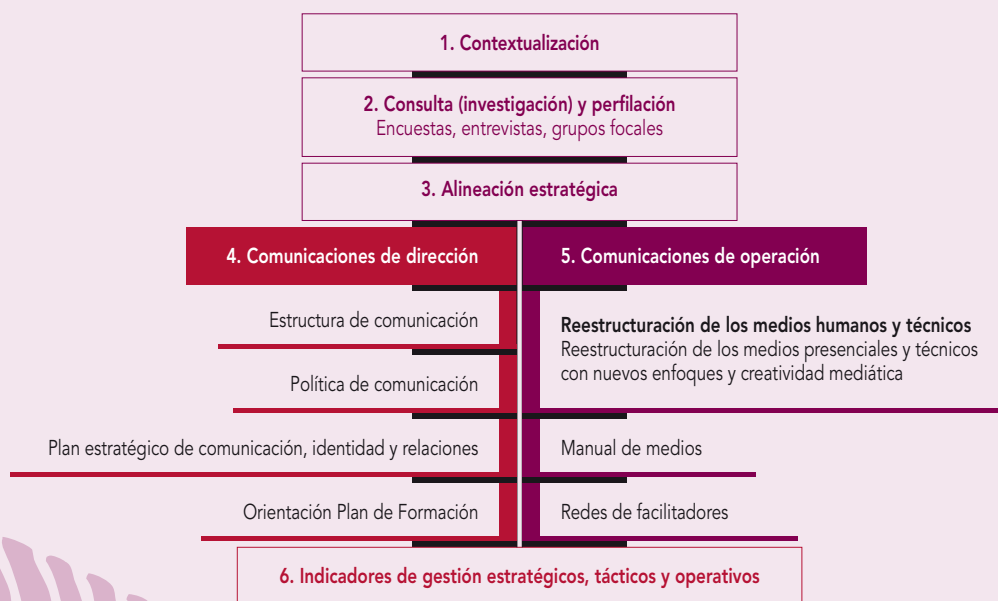 1. Contextualización
2. Consulta (investigación) y perfilación
Encuestas, entrevistas, grupos focales
3. Alineación estratégica
4. Comunicaciones de dirección
Estructura de comunicación
Política de comunicación
Plan estratégico de comunicación, identidad y relaciones
Orientación Plan de Formación
5. Comunicaciones de operación
Reestructuración de los medios humanos y técnicos
Reestructuración de los medios presenciales y técnicos
con nuevos enfoques y creatividad mediática
Manual de medios
Redes de facilitadores
6. Indicadores de gestión estratégicos, tácticos y operativos